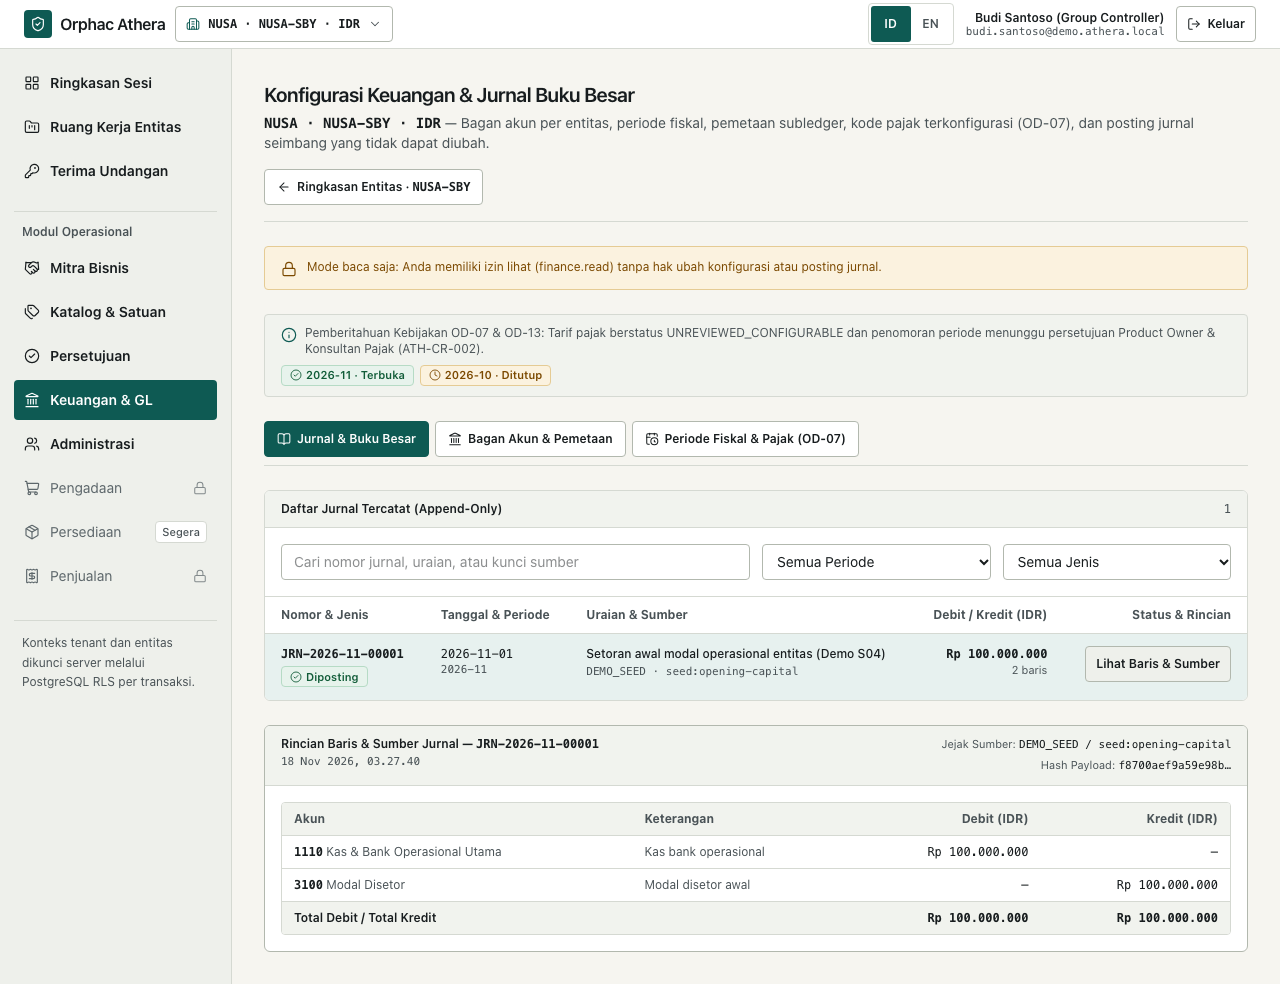 Orphac Athera
NUSA · NUSA-SBY · IDR
ID
EN
Budi Santoso (Group Controller)
budi.santoso@demo.athera.local
Keluar
Ringkasan Sesi
Ruang Kerja Entitas
Terima Undangan
Modul Operasional
Mitra Bisnis
Katalog & Satuan
Persetujuan
Keuangan & GL
Administrasi
Pengadaan
Persediaan
Segera
Penjualan
Konteks tenant dan entitas
dikunci server melalui
PostgreSQL RLS per transaksi.
Konfigurasi Keuangan & Jurnal Buku Besar
NUSA · NUSA-SBY · IDR — Bagan akun per entitas, periode fiskal, pemetaan subledger, kode pajak terkonfigurasi (OD-07), dan posting jurnal
seimbang yang tidak dapat diubah.
Ringkasan Entitas · NUSA-SBY
Mode baca saja: Anda memiliki izin lihat (finance.read) tanpa hak ubah konfigurasi atau posting jurnal.
Pemberitahuan Kebijakan OD-07 & OD-13: Tarif pajak berstatus UNREVIEWED_CONFIGURABLE dan penomoran periode menunggu persetujuan Product Owner &
Konsultan Pajak (ATH-CR-002).
2026-11 · Terbuka
2026-10 · Ditutup
Jurnal & Buku Besar
Bagan Akun & Pemetaan
Periode Fiskal & Pajak (OD-07)
Daftar Jurnal Tercatat (Append-Only)
1
Cari nomor jurnal, uraian, atau kunci sumber
Semua Periode
Semua Jenis
Nomor & Jenis
Tanggal & Periode
Uraian & Sumber
Debit / Kredit (IDR)
Status & Rincian
JRN-2026-11-00001
Diposting
2026-11-01
2026-11
Setoran awal modal operasional entitas (Demo S04)
DEMO_SEED · seed:opening-capital
Rp 100.000.000
2 baris
Lihat Baris & Sumber
Rincian Baris & Sumber Jurnal — JRN-2026-11-00001
18 Nov 2026, 03.27.40
Jejak Sumber: DEMO_SEED / seed:opening-capital
Hash Payload: f8700aef9a59e98b…
Akun
Keterangan
Debit (IDR)
Kredit (IDR)
1110 Kas & Bank Operasional Utama
Kas bank operasional
Rp 100.000.000
—
3100 Modal Disetor
Modal disetor awal
—
Rp 100.000.000
Total Debit / Total Kredit
Rp 100.000.000
Rp 100.000.000